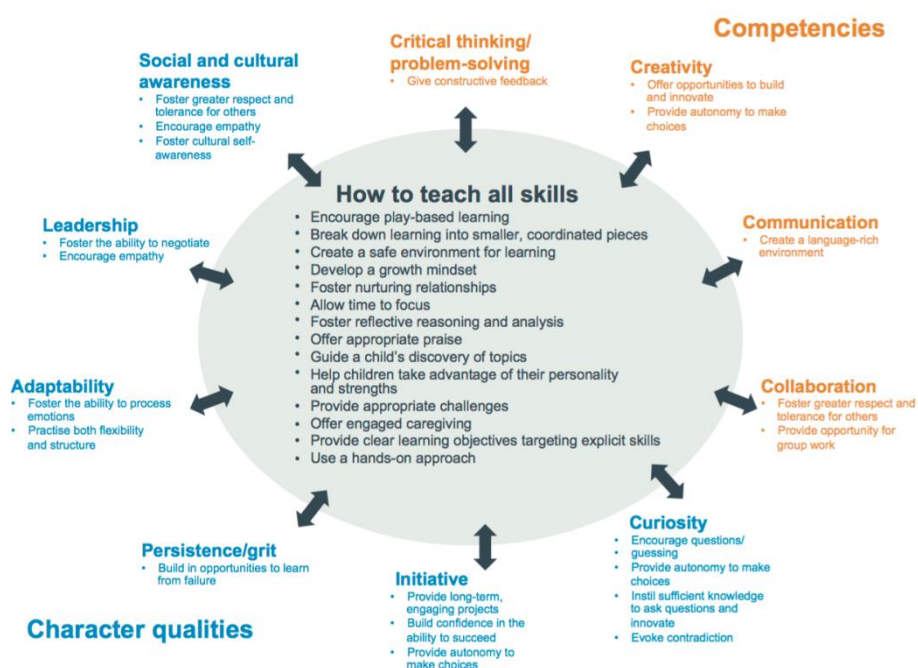 Competencies
Critical thinking/
problem-solving
• Give constructive feedback
Creativity
• Offer opportunities to build
and innovate
• Provide autonomy to make
choices
Communication
• Create a language-rich
environment
Collaboration
• Foster greater respect and
tolerance for others
• Provide opportunity for
group work
Social and cultural
awareness
• Foster greater respect and
tolerance for others
• Encourage empathy
• Foster cultural self-
awareness
Leadership
• Foster the ability to negotiate
• Encourage empathy
Adaptability
• Foster the ability to process
emotions
• Practise both flexibility
and structure
Persistence/grit
• Build in opportunities to learn
from failure
Initiative
• Provide long-term,
engaging projects
• Build confidence in the
ability to succeed
• Provide autonomy to
make choices
Curiosity
• Encourage questions/
• guessing
• Provide autonomy to make
choices
• Instil sufficient knowledge
to ask questions and
innovate
• Evoke contradiction
Character qualities
How to teach all skills
• Encourage play-based learning
• Break down learning into smaller, coordinated pieces
• Create a safe environment for learning
• Develop a growth mindset
• Foster nurturing relationships
• Allow time to focus
• Foster reflective reasoning and analysis
• Offer appropriate praise
• Guide a child's discovery of topics
• Help children take advantage of their personality
and strengths
• Provide appropriate challenges
• Offer engaged caregiving
• Provide clear learning objectives targeting explicit skills
• Use a hands-on approach